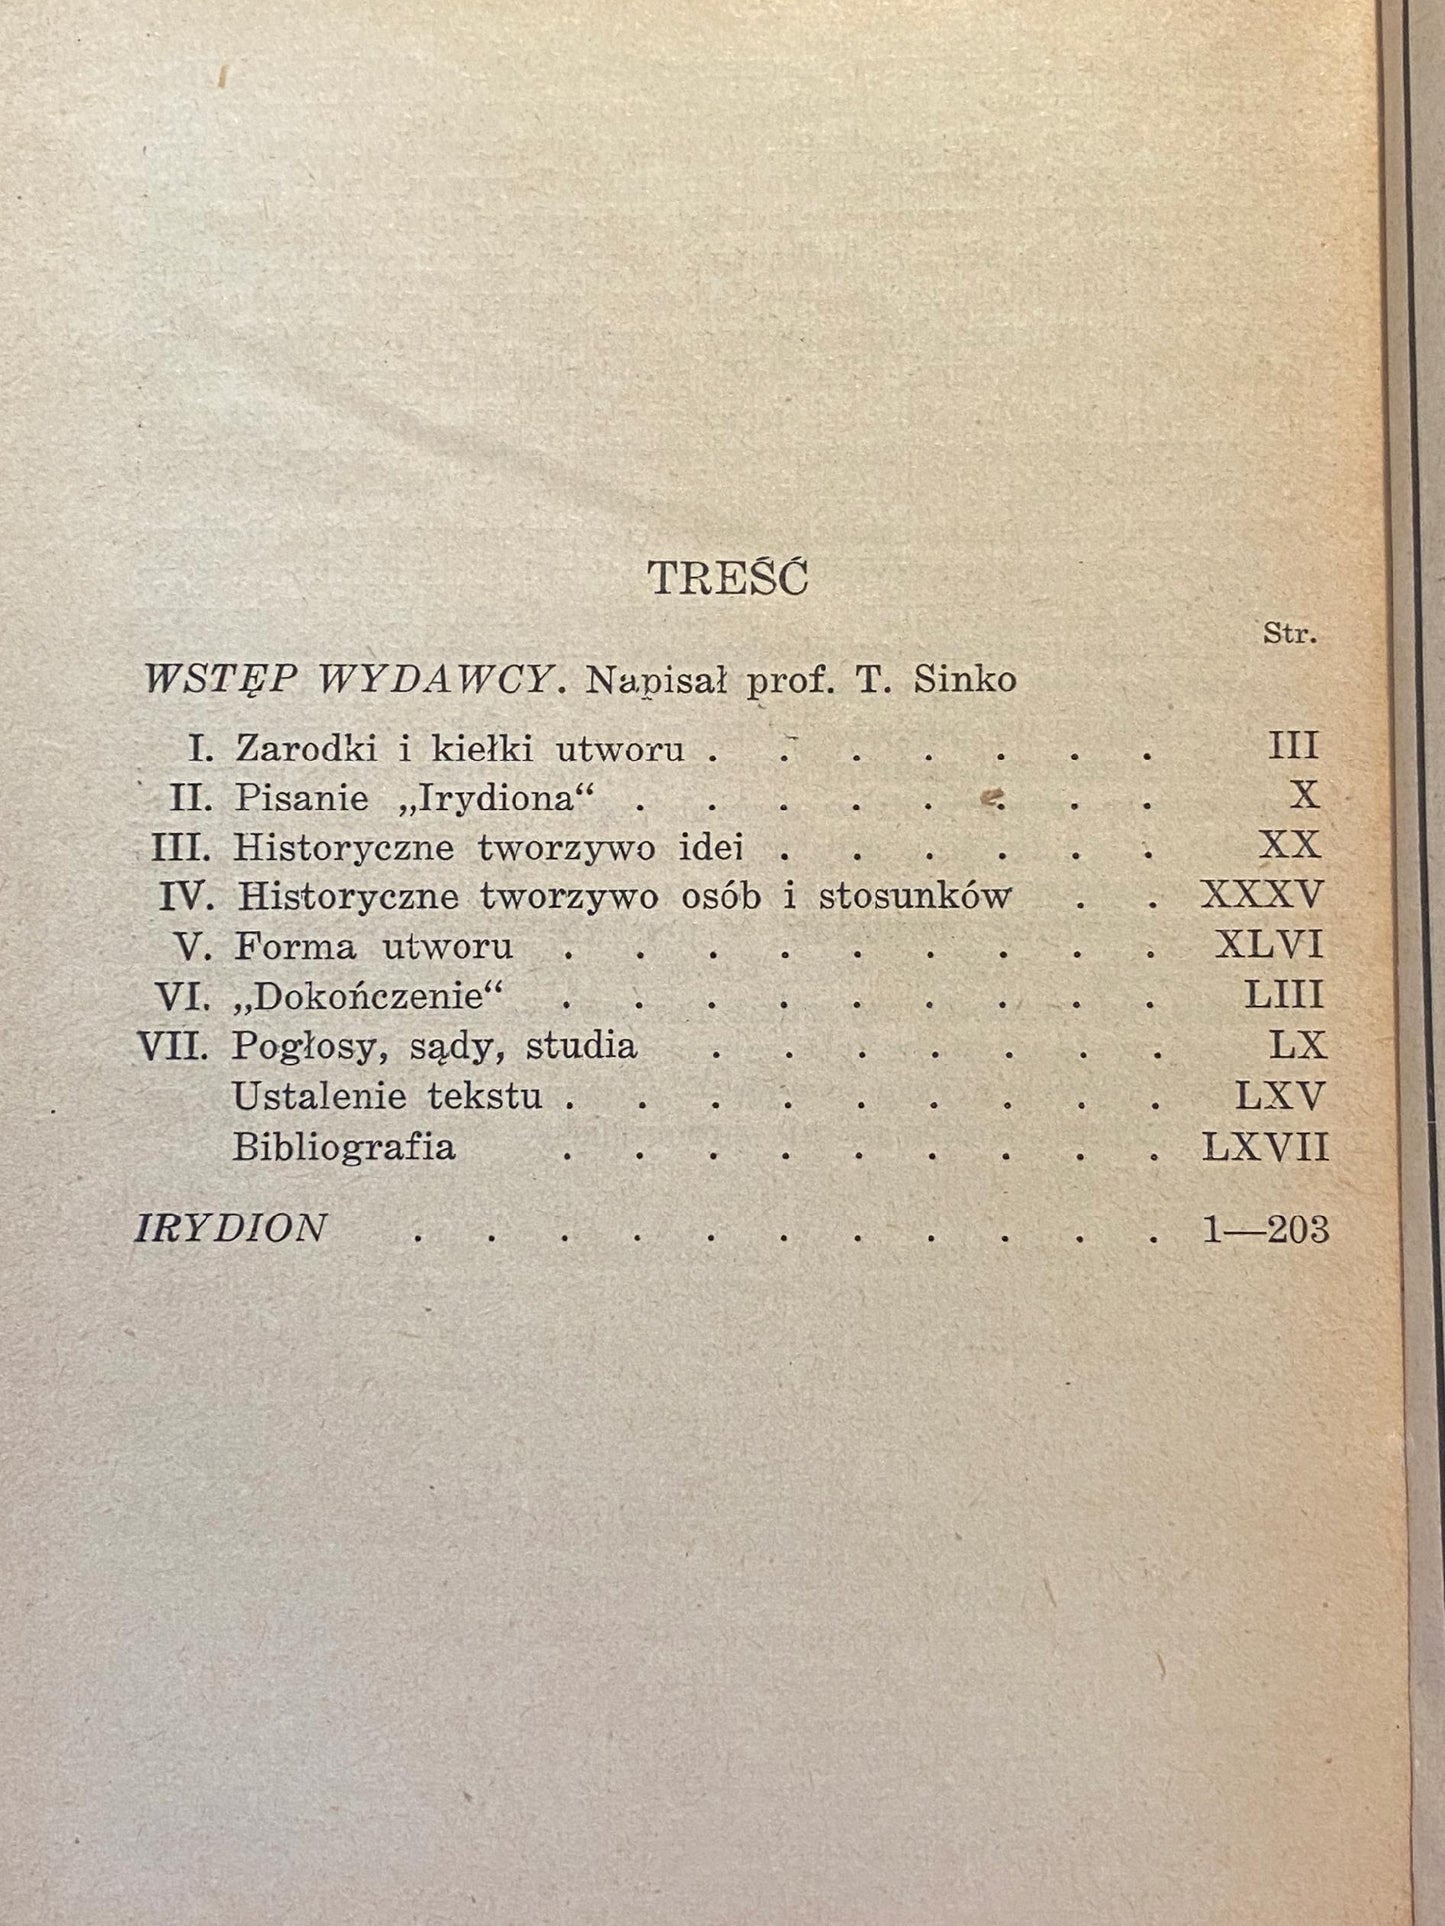 TREŚĆ
Str.
WSTĘP WYDAWCY. Napisał prof. T. Sinko
I. Zarodki i kiełki utworu . . . . . . . III
II. Pisanie „Irydiona“ . . . . . . . . X
III. Historyczne tworzywo idei . . . . . . XX
IV. Historyczne tworzywo osób i stosunków . . XXXV
V. Forma utworu . . . . . . . . . XLVI
VI. „Dokończenie“ . . . . . . . . . LIII
VII. Pogłosy, sądy, studia . . . . . . . LX
Ustalenie tekstu . . . . . . . . . LXV
Bibliografia . . . . . . . . . LXVII
IRYDION . . . . . . . . . . . 1—203